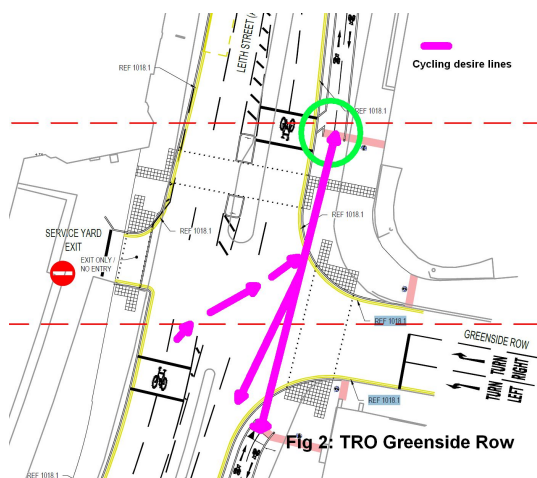 Cycling desire lines
LEITH STREET (A
REF 1018.1
REF 1018.1
REF 1018.1
REF 1018.1
SERVICE YARD
EXIT
EXIT ONLY /
NO ENTRY
REF 1018.1
GREENSIDE ROW
TURN RIGHT
TURN LEFT
REF 1018.1
Fig 2: TRO Greenside Row
REF 1018.1